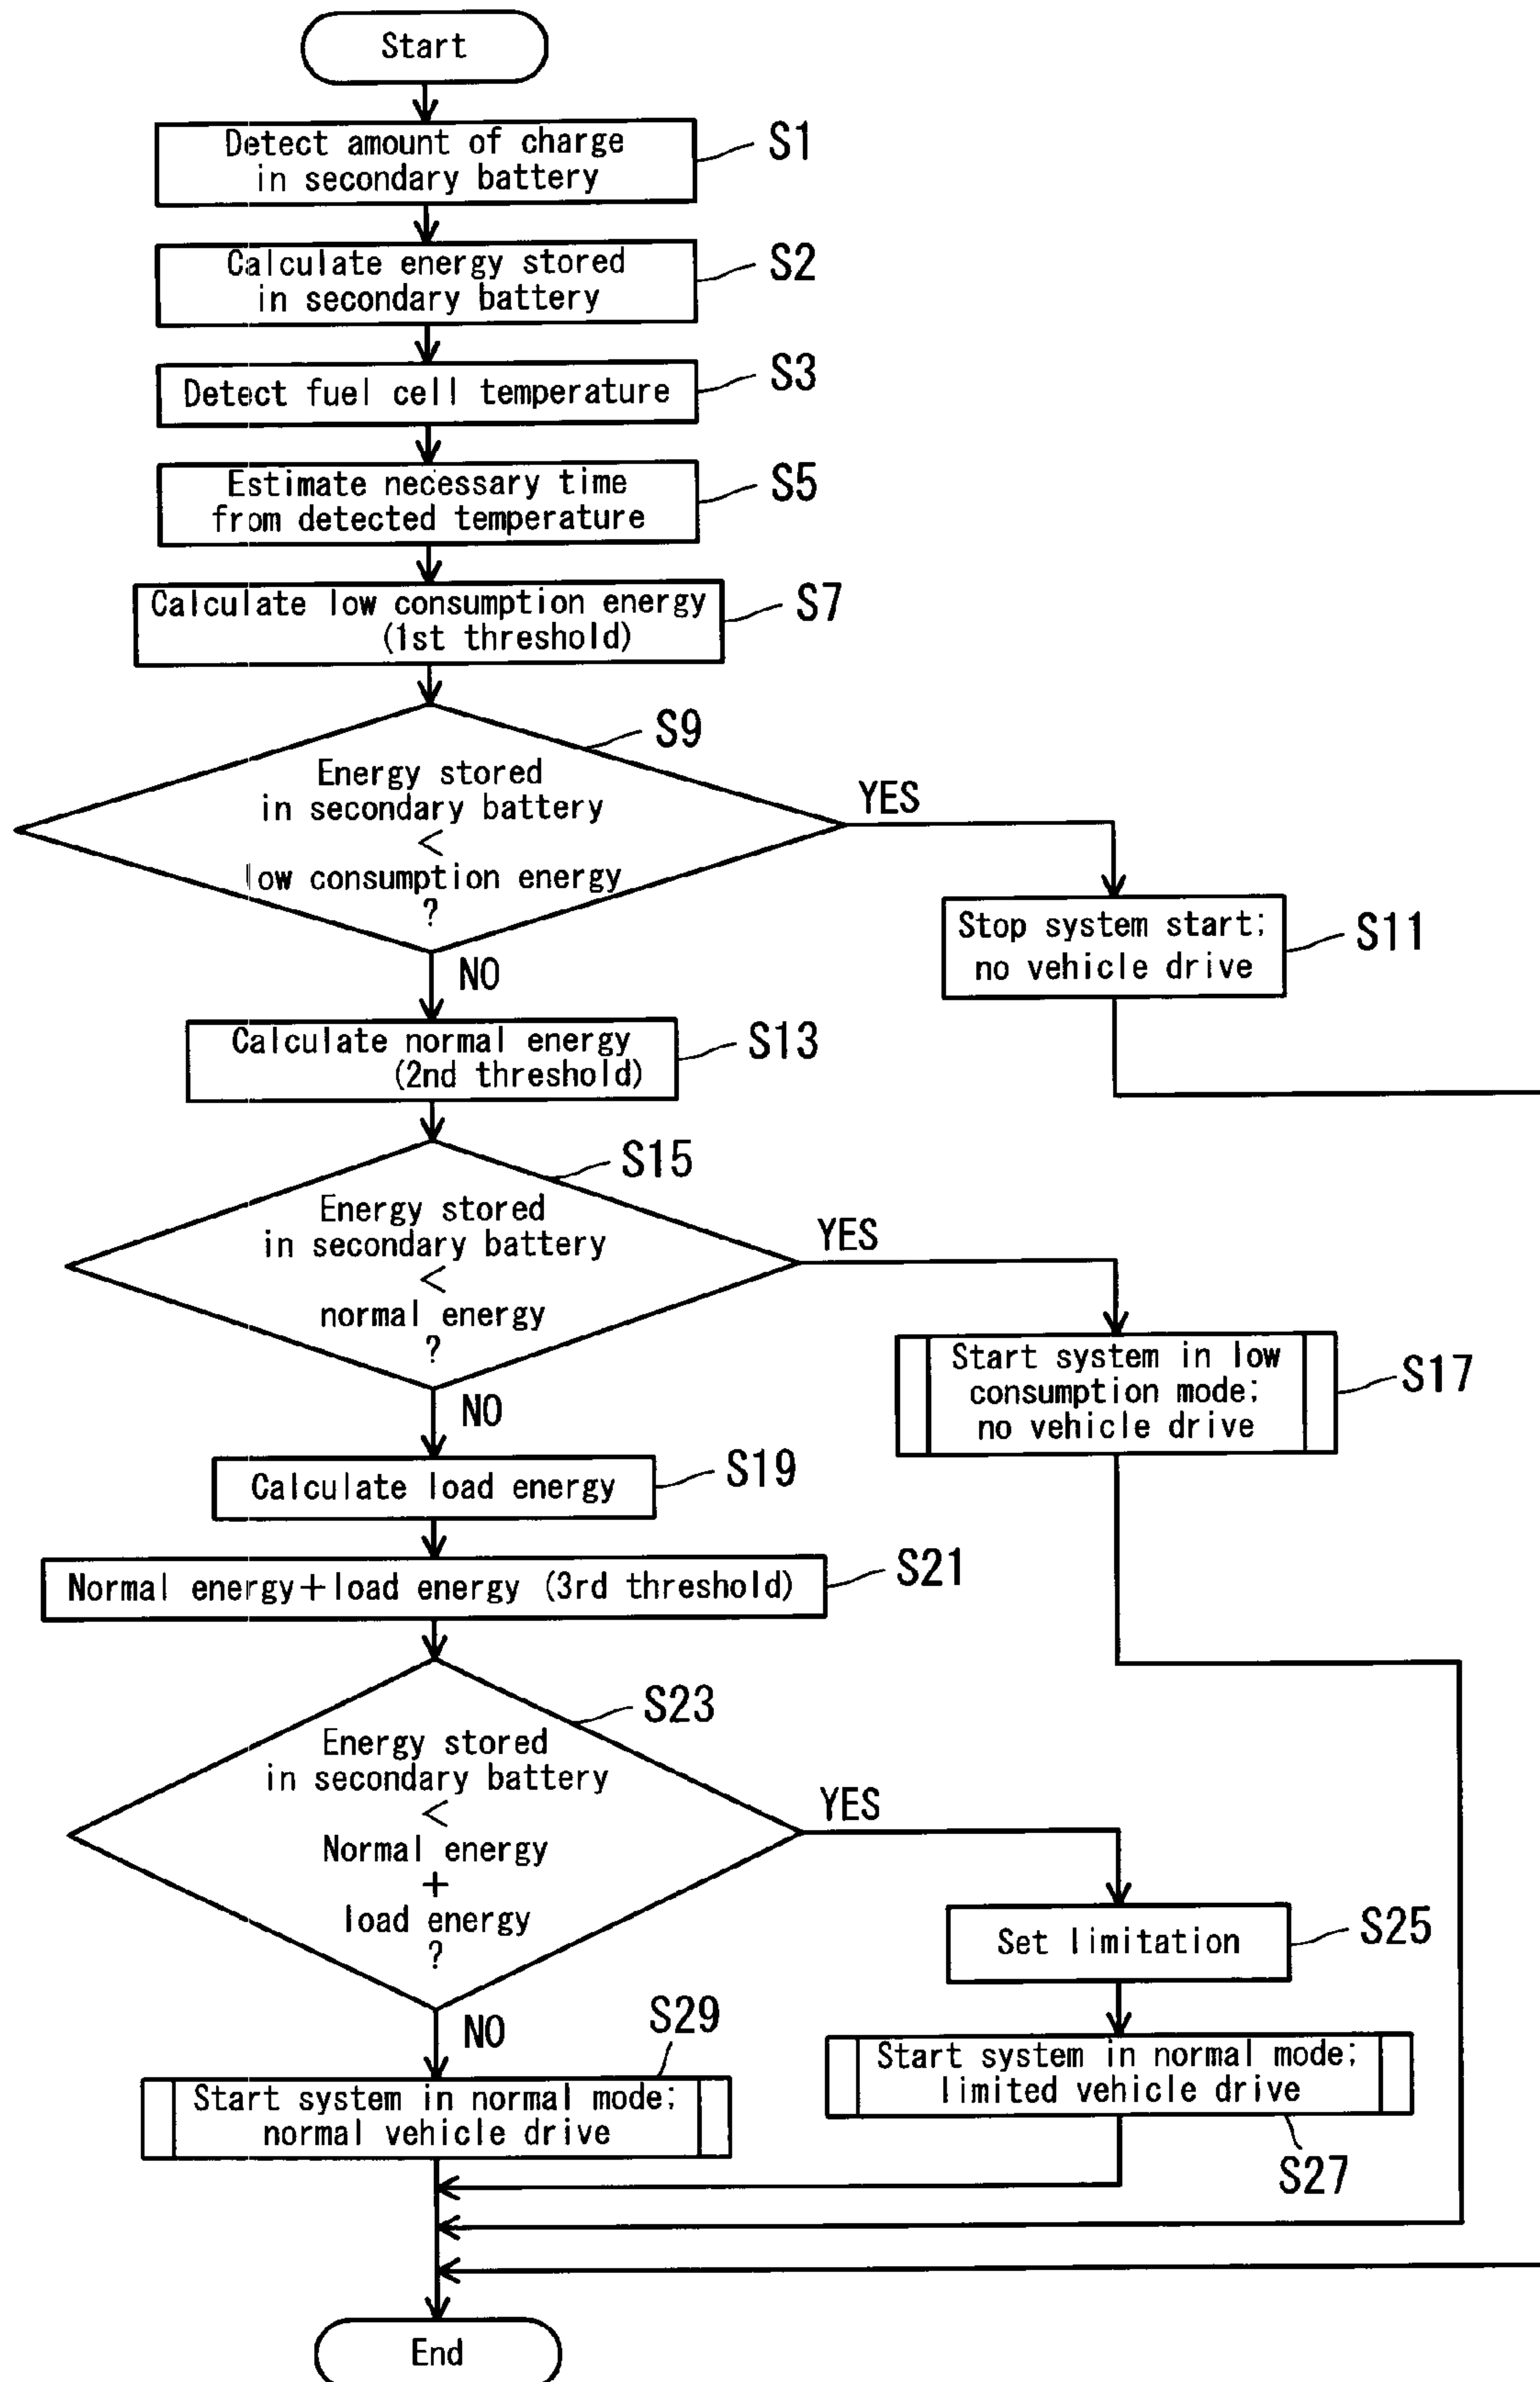 Start
Detect amount of charge
in secondary battery
S1
Calculate energy stored
in secondary battery
S2
Detect fuel cell temperature
S3
Estimate necessary time
from detected temperature
S5
Calculate low consumption energy
(1st threshold)
S7
S9
Energy stored
in secondary battery
<
low consumption energy
?
YES
Stop system start;
no vehicle drive
S11
NO
Calculate normal energy
(2nd threshold)
S13
S15
Energy stored
in secondary battery
<
normal energy
?
YES
Start system in low
consumption mode;
no vehicle drive
S17
NO
Calculate load energy
S19
Normal energy+load energy (3rd threshold)
S21
S23
Energy stored
in secondary battery
<
Normal energy
+
load energy
?
YES
Set limitation
S25
NO
S29
Start system in normal mode;
limited vehicle drive
S27
Start system in normal mode;
normal vehicle drive
End